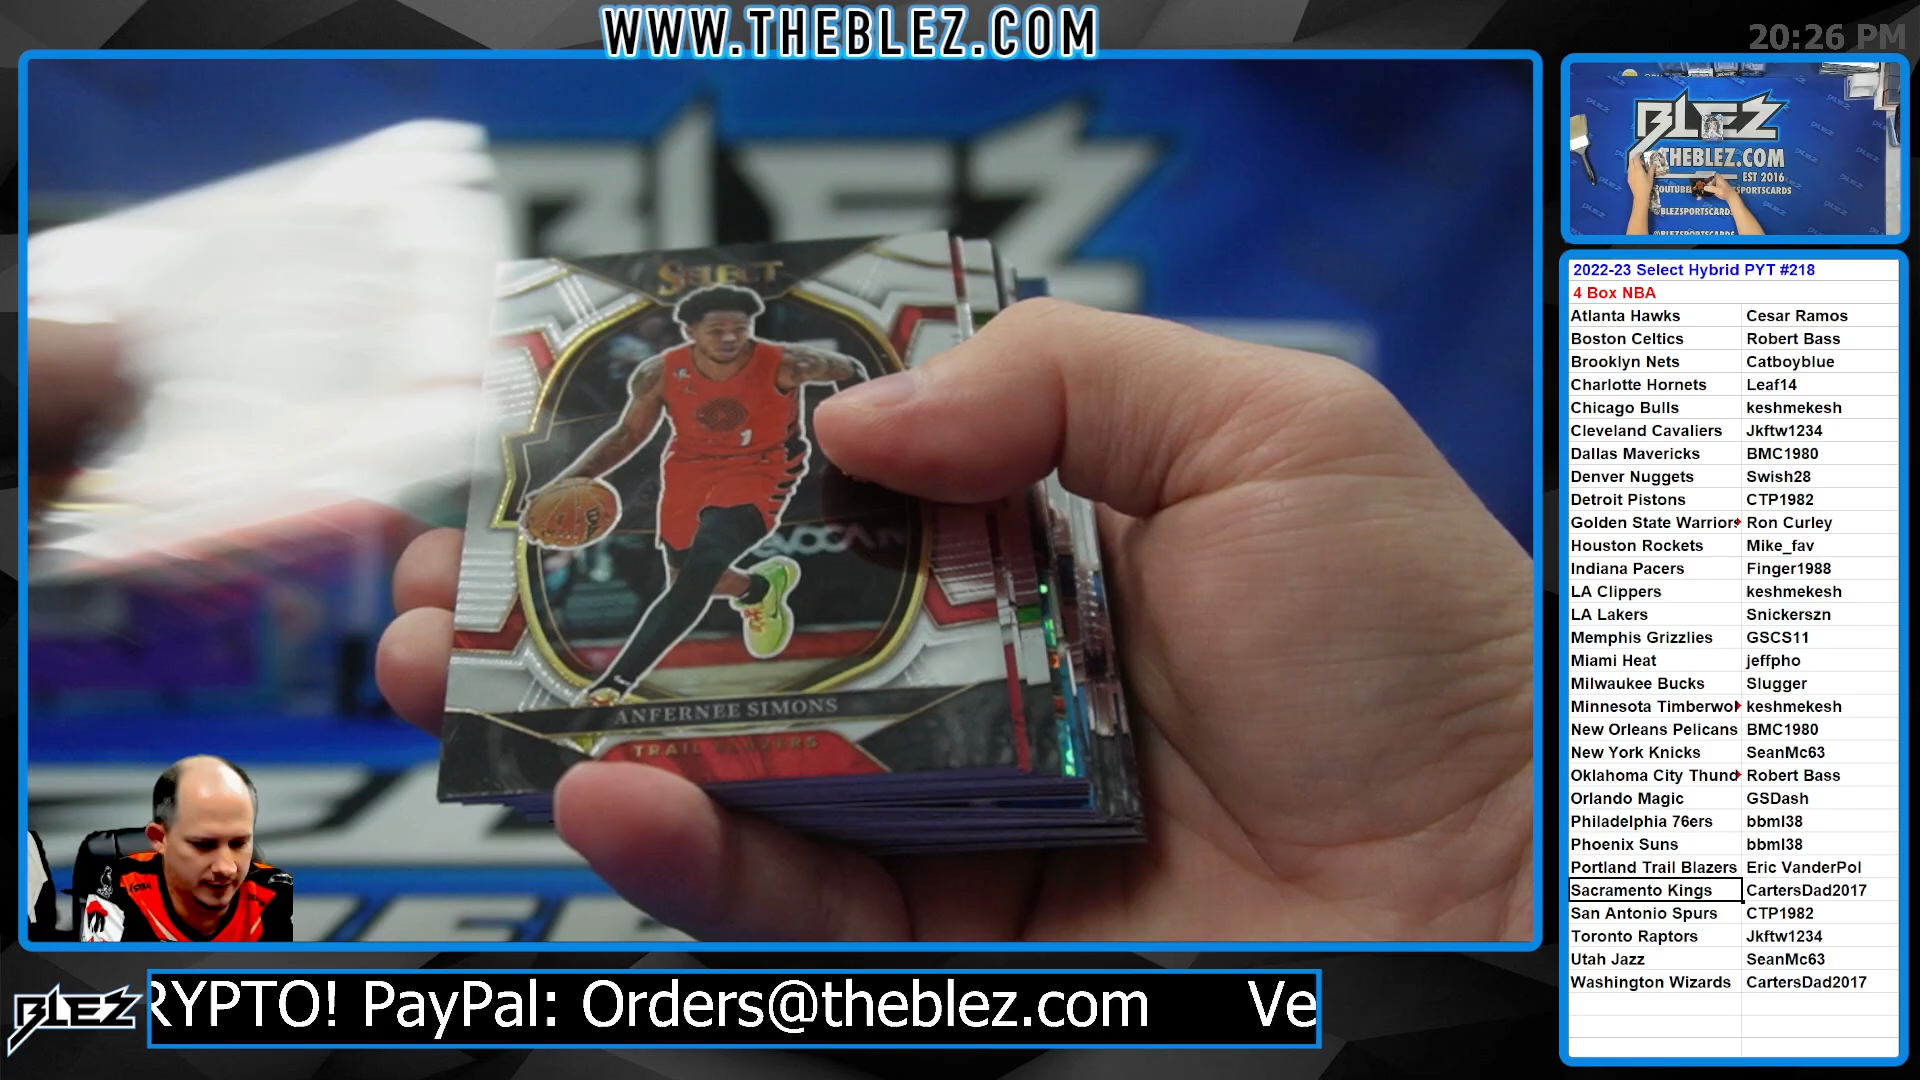 WWW.THEBLEZ.COM
20:26 PM
BLEZ
THEBLEZ.COM
EST 2016
@BLEZSPORTSCARDS
BLEZ
SELECT
1
ANFERNEE SIMONS
TRAIL BLAZERS
2022-23 Select Hybrid PYT #218
4 Box NBA
Atlanta Hawks Cesar Ramos
Boston Celtics Robert Bass
Brooklyn Nets Catboyblue
Charlotte Hornets Leaf14
Chicago Bulls keshmekesh
Cleveland Cavaliers Jkftw1234
Dallas Mavericks BMC1980
Denver Nuggets Swish28
Detroit Pistons CTP1982
Golden State Warriors Ron Curley
Houston Rockets Mike_fav
Indiana Pacers Finger1988
LA Clippers keshmekesh
LA Lakers Snickerszn
Memphis Grizzlies GSCS11
Miami Heat jeffpho
Milwaukee Bucks Slugger
Minnesota Timberwol keshmekesh
New Orleans Pelicans BMC1980
New York Knicks SeanMc63
Oklahoma City Thund Robert Bass
Orlando Magic GSDash
Philadelphia 76ers bbml38
Phoenix Suns bbml38
Portland Trail Blazers Eric VanderPol
Sacramento Kings CartersDad2017
San Antonio Spurs CTP1982
Toronto Raptors Jkftw1234
Utah Jazz SeanMc63
Washington Wizards CartersDad2017
BLEZ
RYPTO! PayPal: Orders@theblez.com Ve